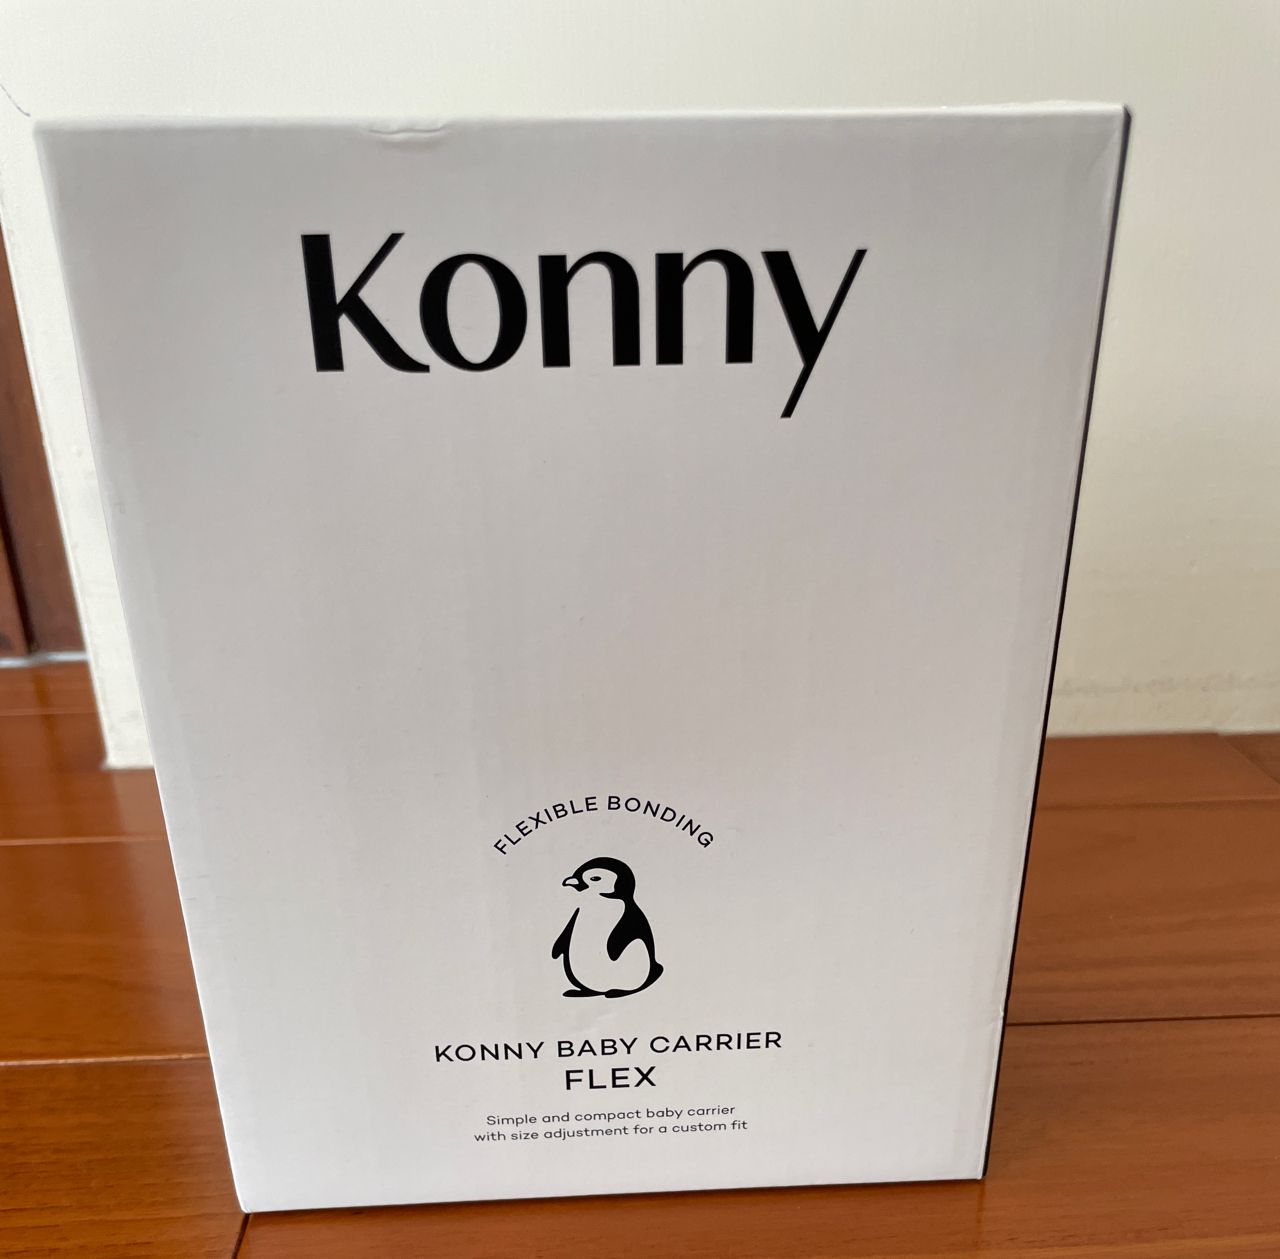 Konny
FLEXIBLE BONDING
KONNY BABY CARRIER
FLEX
Simple and compact baby carrier
with size adjustment for a custom fit